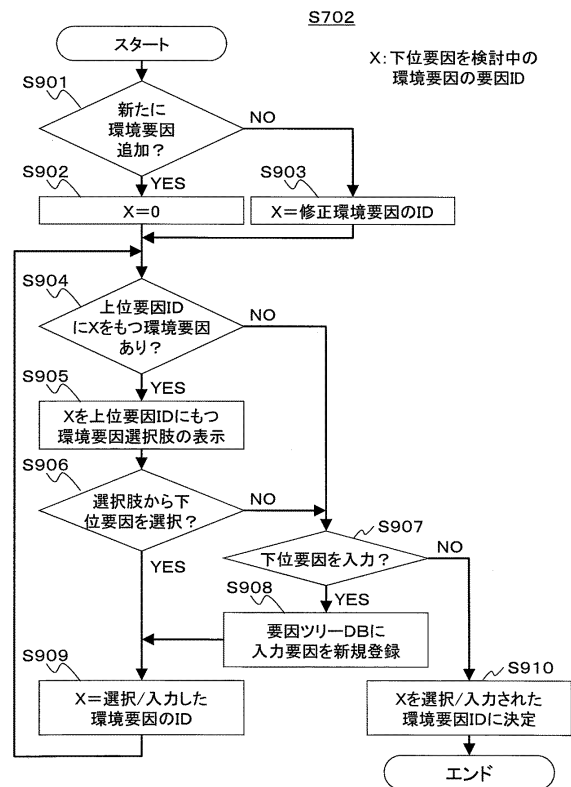 S702
スタート
X：下位要因を検討中の
環境要因の要因ID
S901
新たに
環境要因
追加？
NO
YES
S902
X＝0
S903
X＝修正環境要因のID
S904
上位要因ID
にXをもつ環境要因
あり？
NO
YES
S905
Xを上位要因IDにもつ
環境要因選択肢の表示
S906
選択肢から下
位要因を選択？
NO
YES
S907
下位要因を入力？
NO
YES
S908
要因ツリーDBに
入力要因を新規登録
S909
X＝選択/入力した
環境要因のID
S910
Xを選択/入力された
環境要因IDに決定
エンド